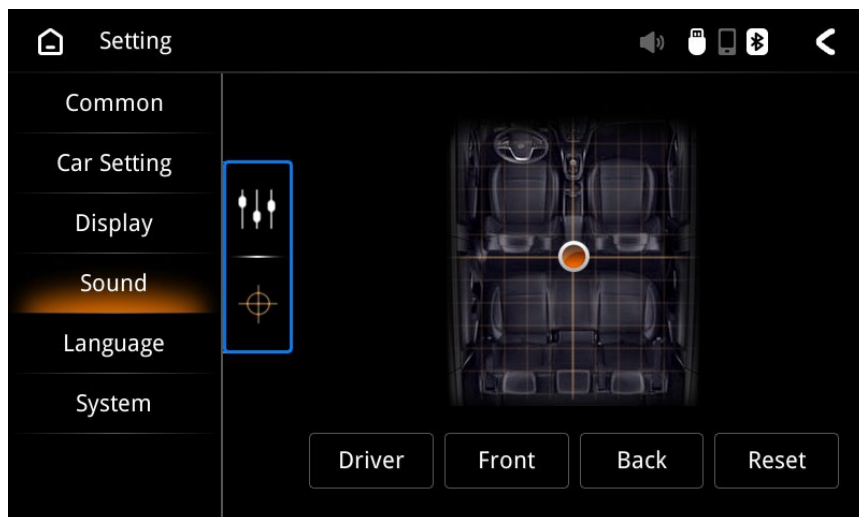 Setting
Common
Car Setting
Display
Sound
Language
System
Driver Front Back Reset